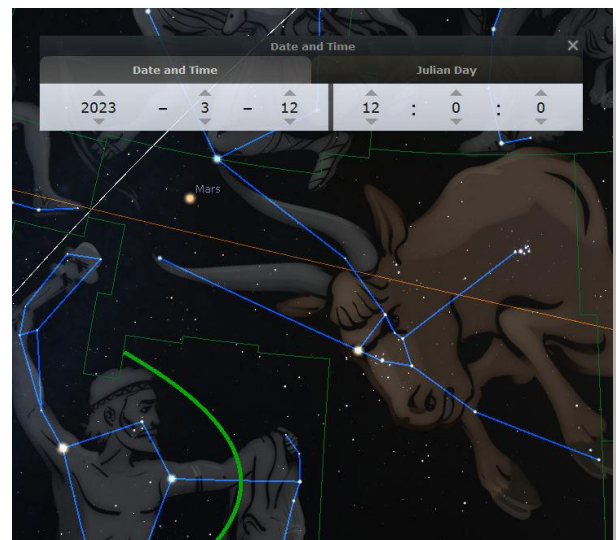 Date and Time ×
Date and Time Julian Day
2023 – 3 – 12 12 : 0 : 0
Mars